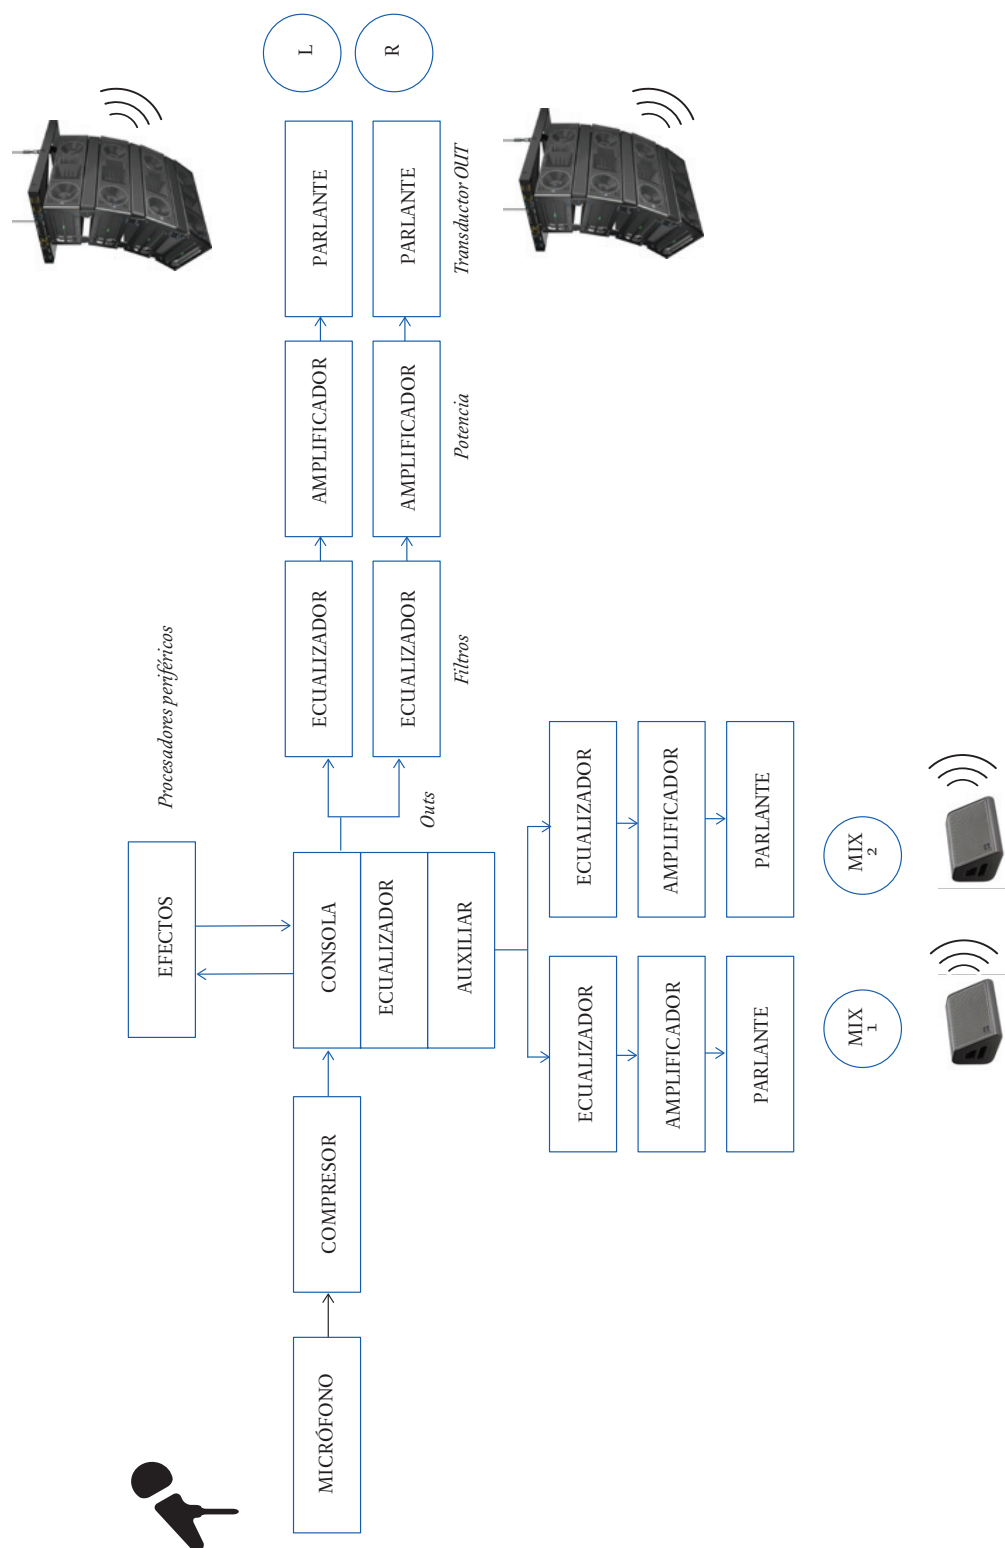 Procesadores periféricos
EFECTOS
MICRÓFONO
COMPRESOR
CONSOLA
ECUALIZADOR
AUXILIAR
Outs
ECUALIZADOR
AMPLIFICADOR
PARLANTE
L
ECUALIZADOR
AMPLIFICADOR
PARLANTE
R
Filtros
Potencia
Transductor OUT
ECUALIZADOR
AMPLIFICADOR
PARLANTE
MIX
1
ECUALIZADOR
AMPLIFICADOR
PARLANTE
MIX
2